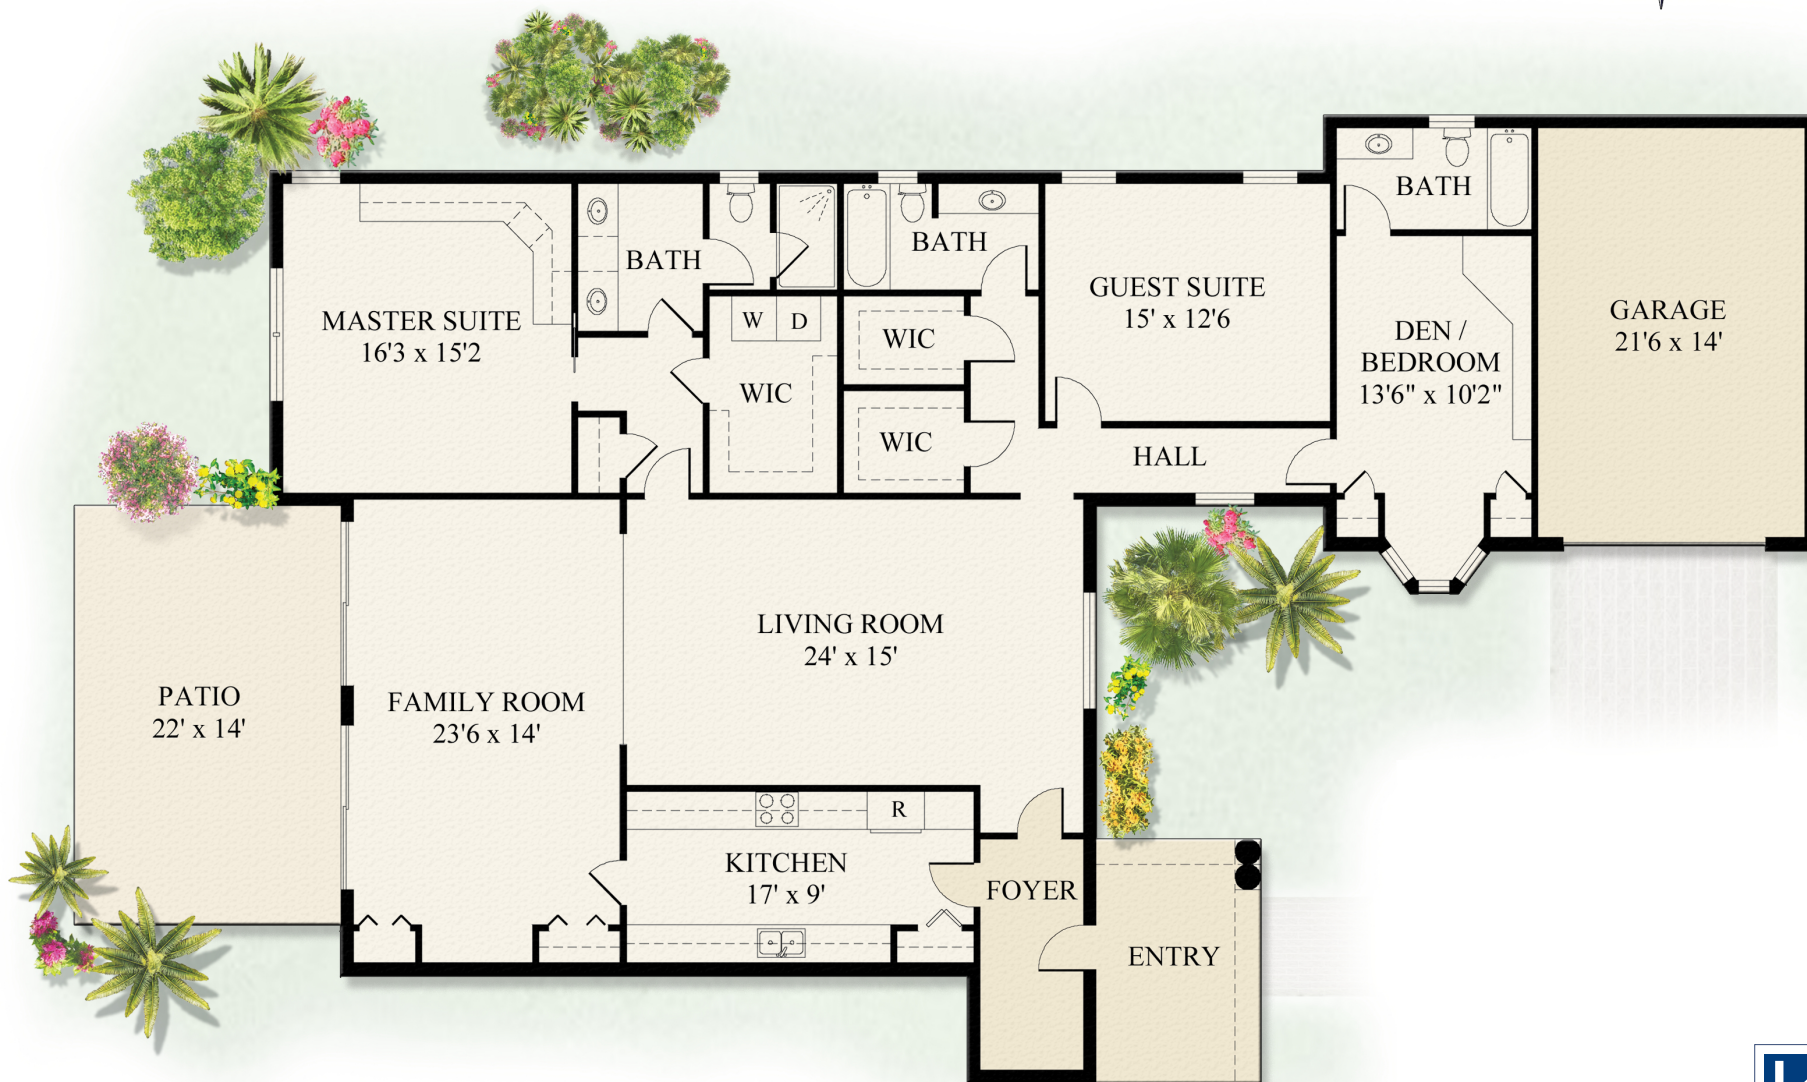 BATH
MASTER SUITE
16'3 x 15'2
BATH
W
D
WIC
BATH
WIC
WIC
GUEST SUITE
15' x 12'6
HALL
DEN /
BEDROOM
13'6" x 10'2"
GARAGE
21'6 x 14'
PATIO
22' x 14'
FAMILY ROOM
23'6 x 14'
LIVING ROOM
24' x 15'
R
KITCHEN
17' x 9'
FOYER
ENTRY